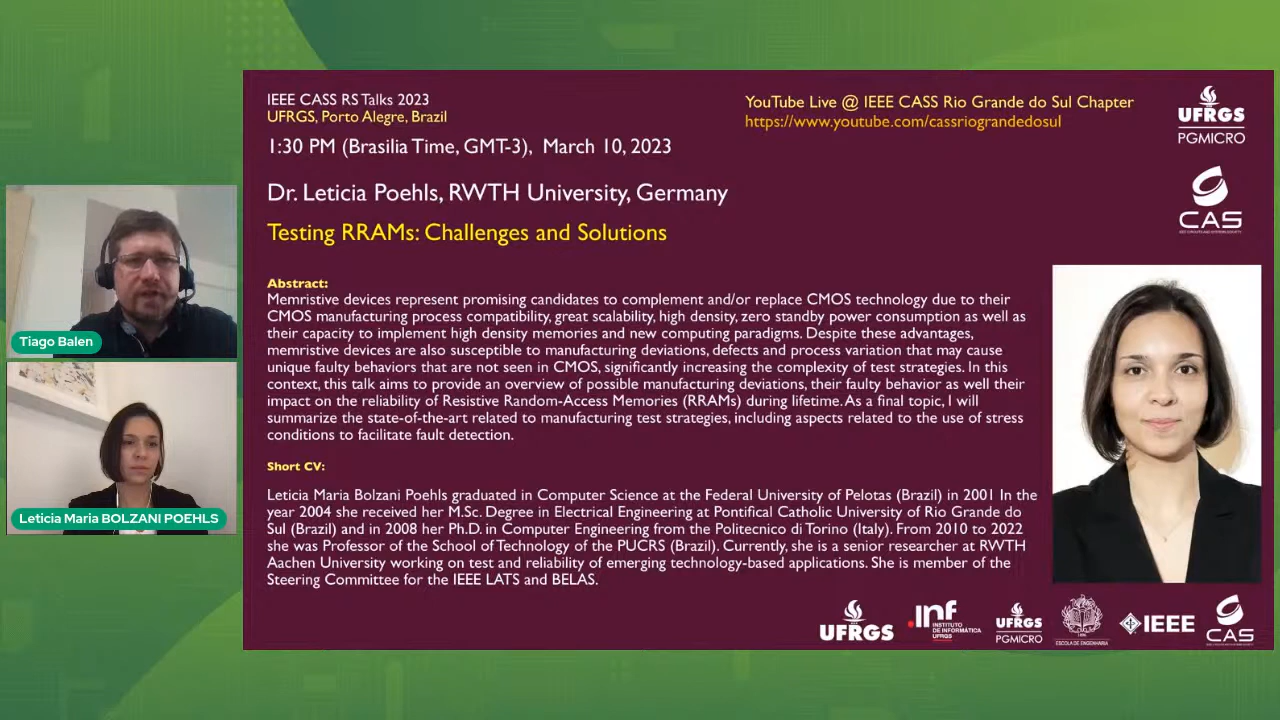 IEEE CASS RS Talks 2023
UFRGS, Porto Alegre, Brazil
1:30 PM (Brasilia Time, GMT-3), March 10, 2023
YouTube Live @ IEEE CASS Rio Grande do Sul Chapter
https://www.youtube.com/cassriograndedosul
UFRGS
PGMICRO
CAS
Dr. Leticia Poehls, RWTH University, Germany
Testing RRAMs: Challenges and Solutions
Abstract:
Memristive devices represent promising candidates to complement and/or replace CMOS technology due to their
CMOS manufacturing process compatibility, great scalability, high density, zero standby power consumption as well as
their capacity to implement high density memories and new computing paradigms. Despite these advantages,
memristive devices are also susceptible to manufacturing deviations, defects and process variation that may cause
unique faulty behaviors that are not seen in CMOS, significantly increasing the complexity of test strategies. In this
context, this talk aims to provide an overview of possible manufacturing deviations, their faulty behavior as well their
impact on the reliability of Resistive Random-Access Memories (RRAMs) during lifetime. As a final topic, I will
summarize the state-of-the-art related to manufacturing test strategies, including aspects related to the use of stress
conditions to facilitate fault detection.
Short CV:
Leticia Maria Bolzani Poehls graduated in Computer Science at the Federal University of Pelotas (Brazil) in 2001 In the
year 2004 she received her M.Sc. Degree in Electrical Engineering at Pontifical Catholic University of Rio Grande do
Sul (Brazil) and in 2008 her Ph.D. in Computer Engineering from the Politecnico di Torino (Italy). From 2010 to 2022
she was Professor of the School of Technology of the PUCRS (Brazil). Currently, she is a senior researcher at RWTH
Aachen University working on test and reliability of emerging technology-based applications. She is member of the
Steering Committee for the IEEE LATS and BELAS.
Tiago Balen
Leticia Maria BOLZANI POEHLS
UFRGS
.inf
INSTITUTO
DE INFORMÁTICA
UFRGS
UFRGS
PGMICRO
ESCOLA DE ENGENHARIA
IEEE
CAS